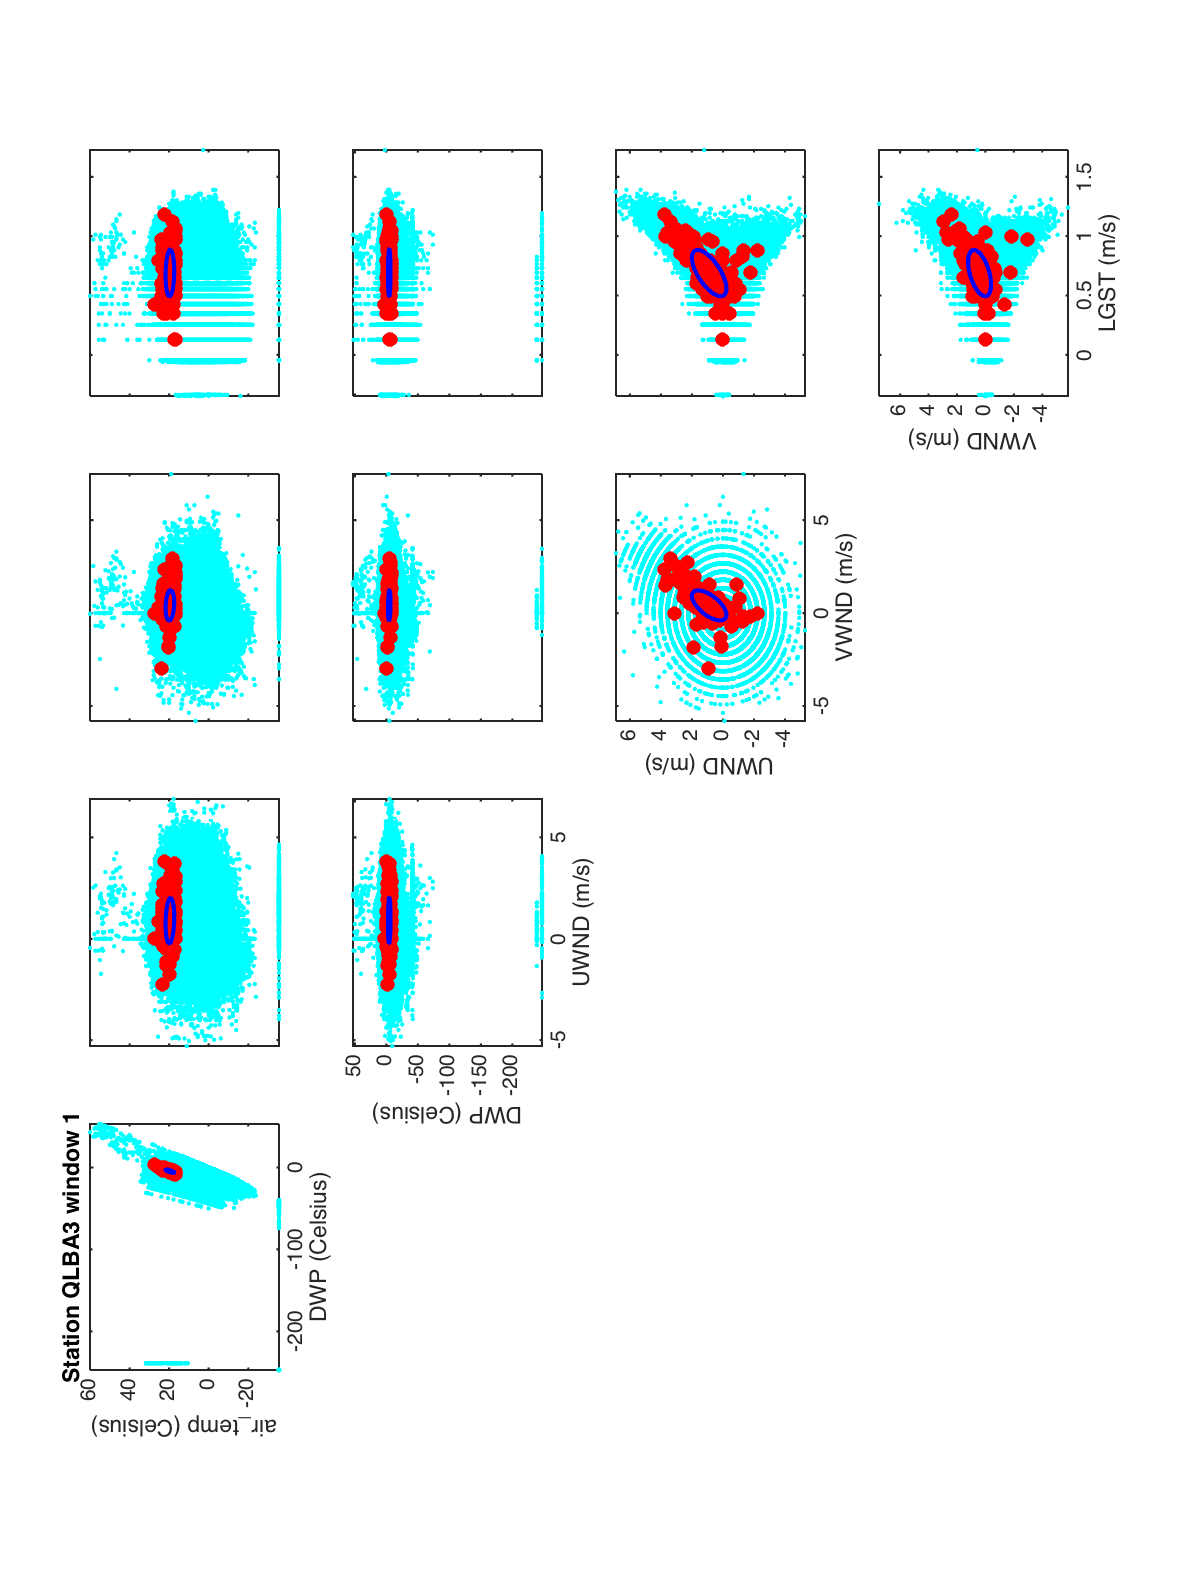 Station QLBA3 window 1
air_temp (Celsius)
60
40
20
0
-20
-200 -100 0
DWP (Celsius)
DWP (Celsius)
50
0
-50
-100
-150
-200
-5 0 5
UWND (m/s)
UWND (m/s)
6
4
2
0
-2
-4
-5 0 5
VWND (m/s)
VWND (m/s)
6
4
2
0
-2
-4
0 0.5 1 1.5
LGST (m/s)